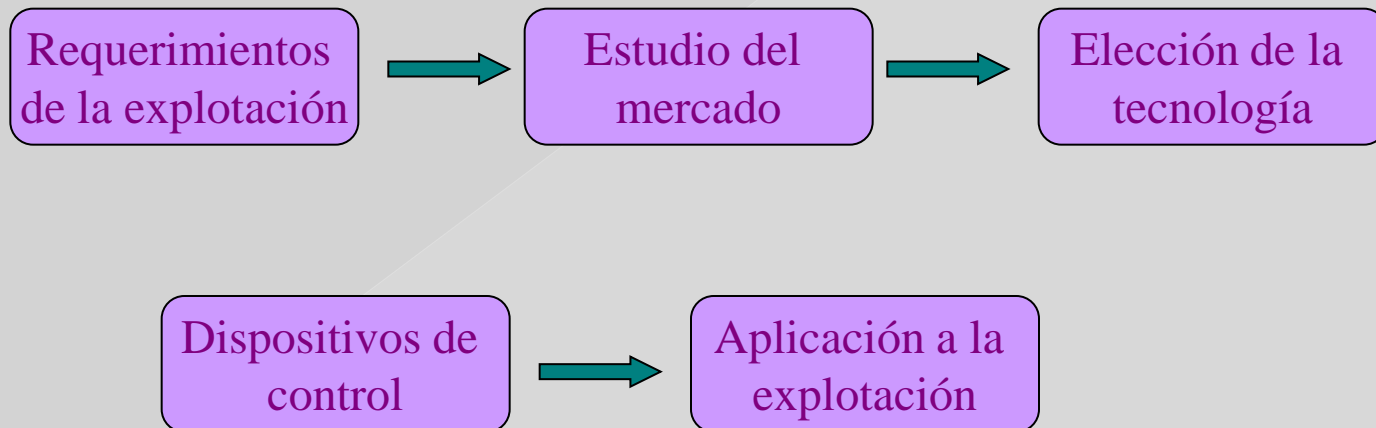 Requerimientos
de la explotación
Estudio del
mercado
Elección de la
tecnología
Dispositivos de
control
Aplicación a la
explotación